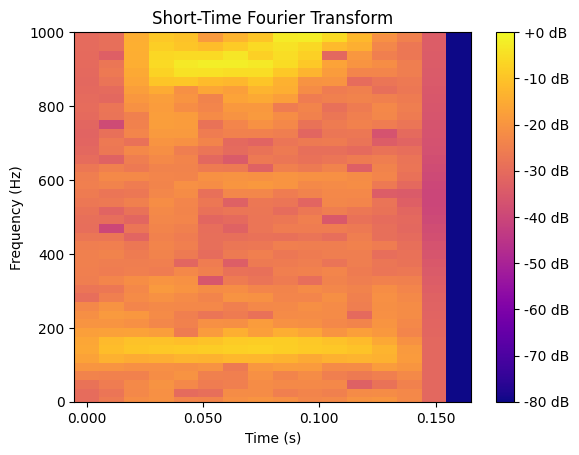 Short-Time Fourier Transform
1000
800
600
400
200
0
Frequency (Hz)
0.000
0.050
0.100
0.150
Time (s)
+0 dB
-10 dB
-20 dB
-30 dB
-40 dB
-50 dB
-60 dB
-70 dB
-80 dB